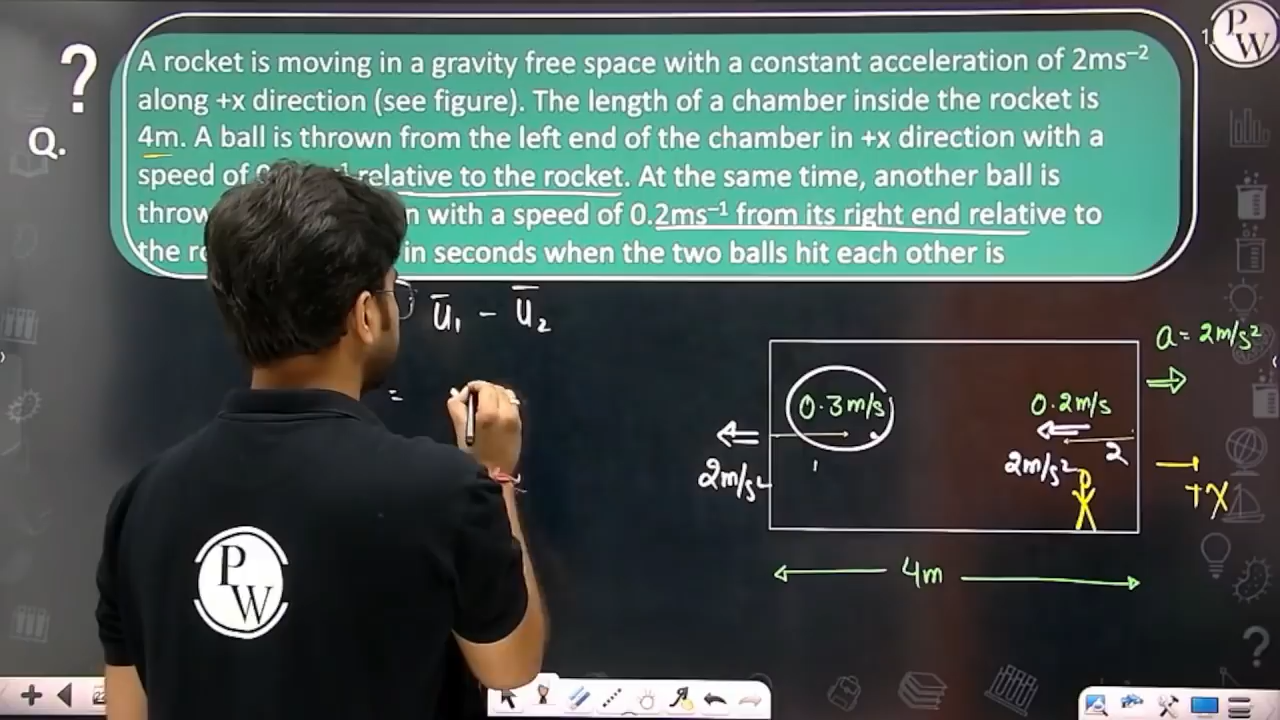 ?
Q.
A rocket is moving in a gravity free space with a constant acceleration of 2ms⁻²
along +x direction (see figure). The length of a chamber inside the rocket is
4m. A ball is thrown from the left end of the chamber in +x direction with a
speed of relative to the rocket. At the same time, another ball is
with a speed of 0.2ms⁻¹ from its right end relative to
the in seconds when the two balls hit each other is
PW
ū₁ - ū₂
=
a = 2m/s²
0.3m/s
0.2m/s
2m/s²
1
2m/s²
2
+x
4m
PW
?